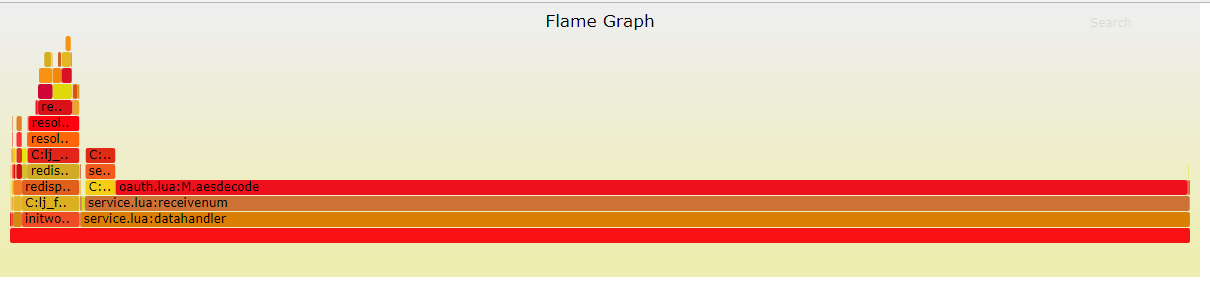 Flame Graph
Search
re..
resol..
resol..
C:lj_..
C:..
redis..
se..
redisp..
C:..
oauth.lua:M.aesdecode
C:lj_f..
service.lua:receivenum
initwo..
service.lua:datahandler